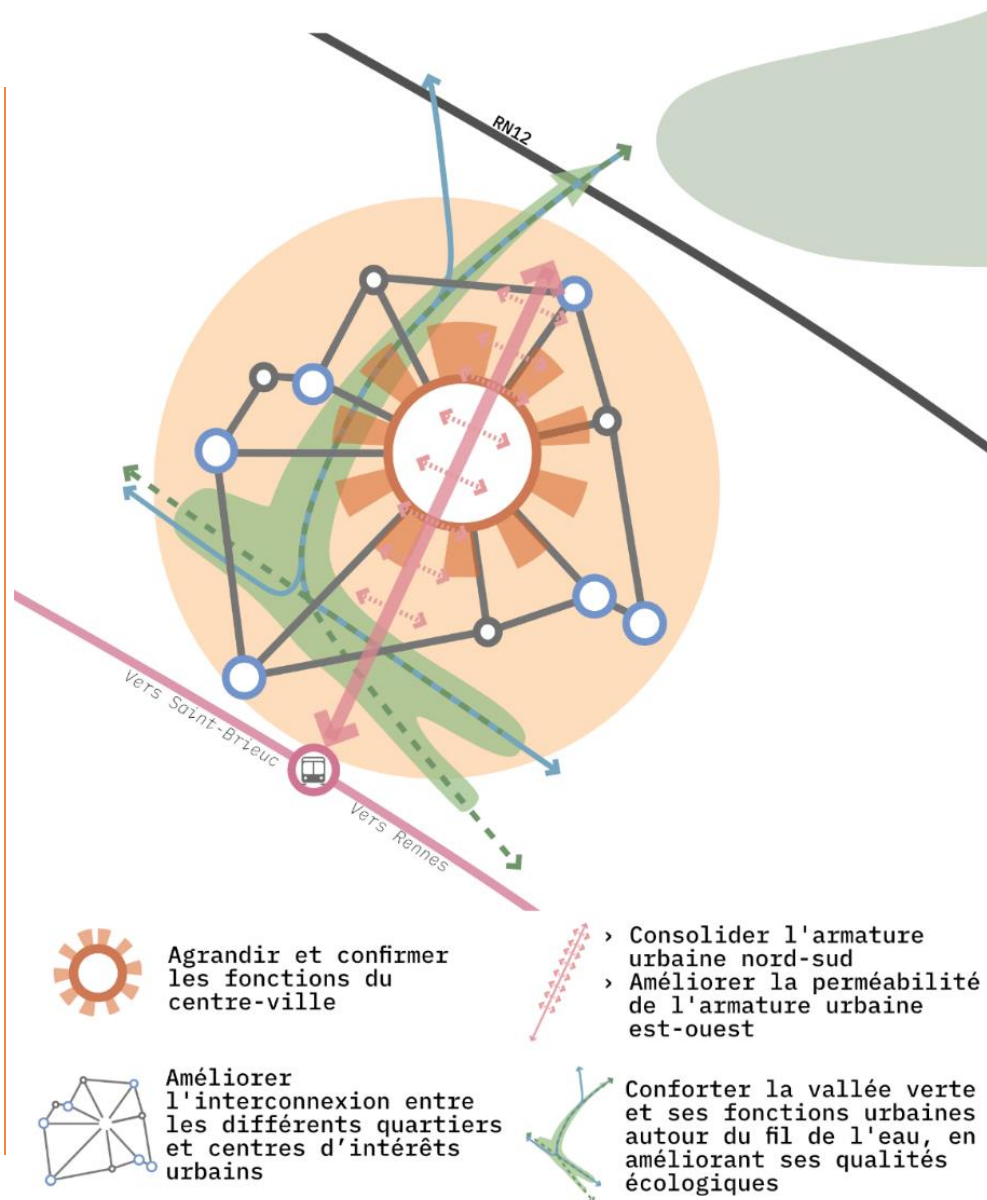 RN12
Vers Saint-Brieuc
Vers Rennes
Agrandir et confirmer
les fonctions du
centre-ville
› Consolider l'armature
urbaine nord-sud
› Améliorer la perméabilité
de l'armature urbaine
est-ouest
Améliorer
l'interconnexion entre
les différents quartiers
et centres d’intérêts
urbains
Conforter la vallée verte
et ses fonctions urbaines
autour du fil de l'eau, en
améliorant ses qualités
écologiques